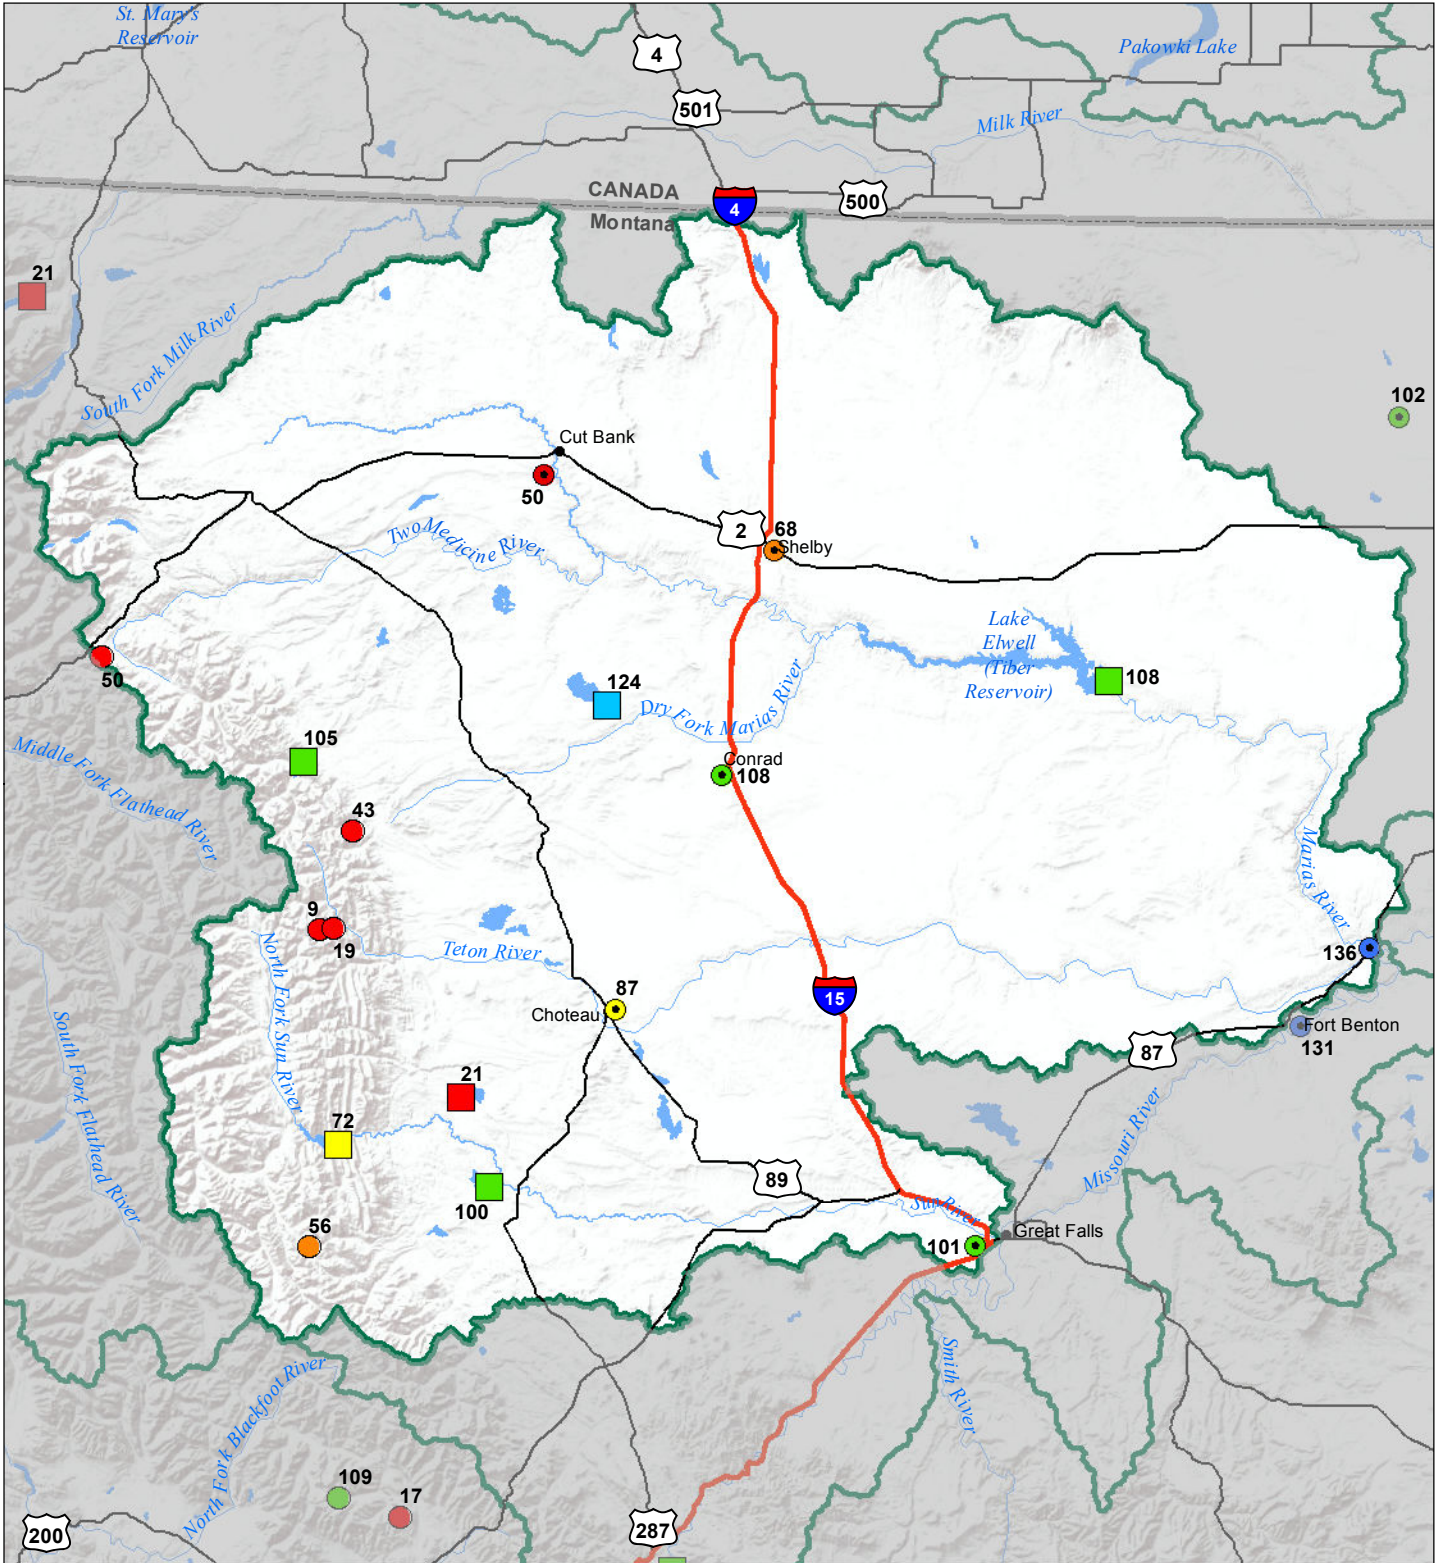 St. Mary's
Reservoir
4
Pakowki Lake
501
Milk River
CANADA
Montana
4
500
21
South Fork Milk River
102
Cut Bank
50
2
68
Shelby
Two Medicine River
Lake
Elwell
(Tiber
Reservoir)
108
50
124
Dry Fork Marias River
105
Conrad
108
Middle Fork Flathead River
43
Marias River
9
19
North Fork Sun River
Teton River
136
87
Choteau
15
Fort Benton
131
87
South Fork Flathead River
21
72
Missouri River
89
100
Sun River
56
101
Great Falls
Smith River
North Fork Blackfoot River
109
17
200
287